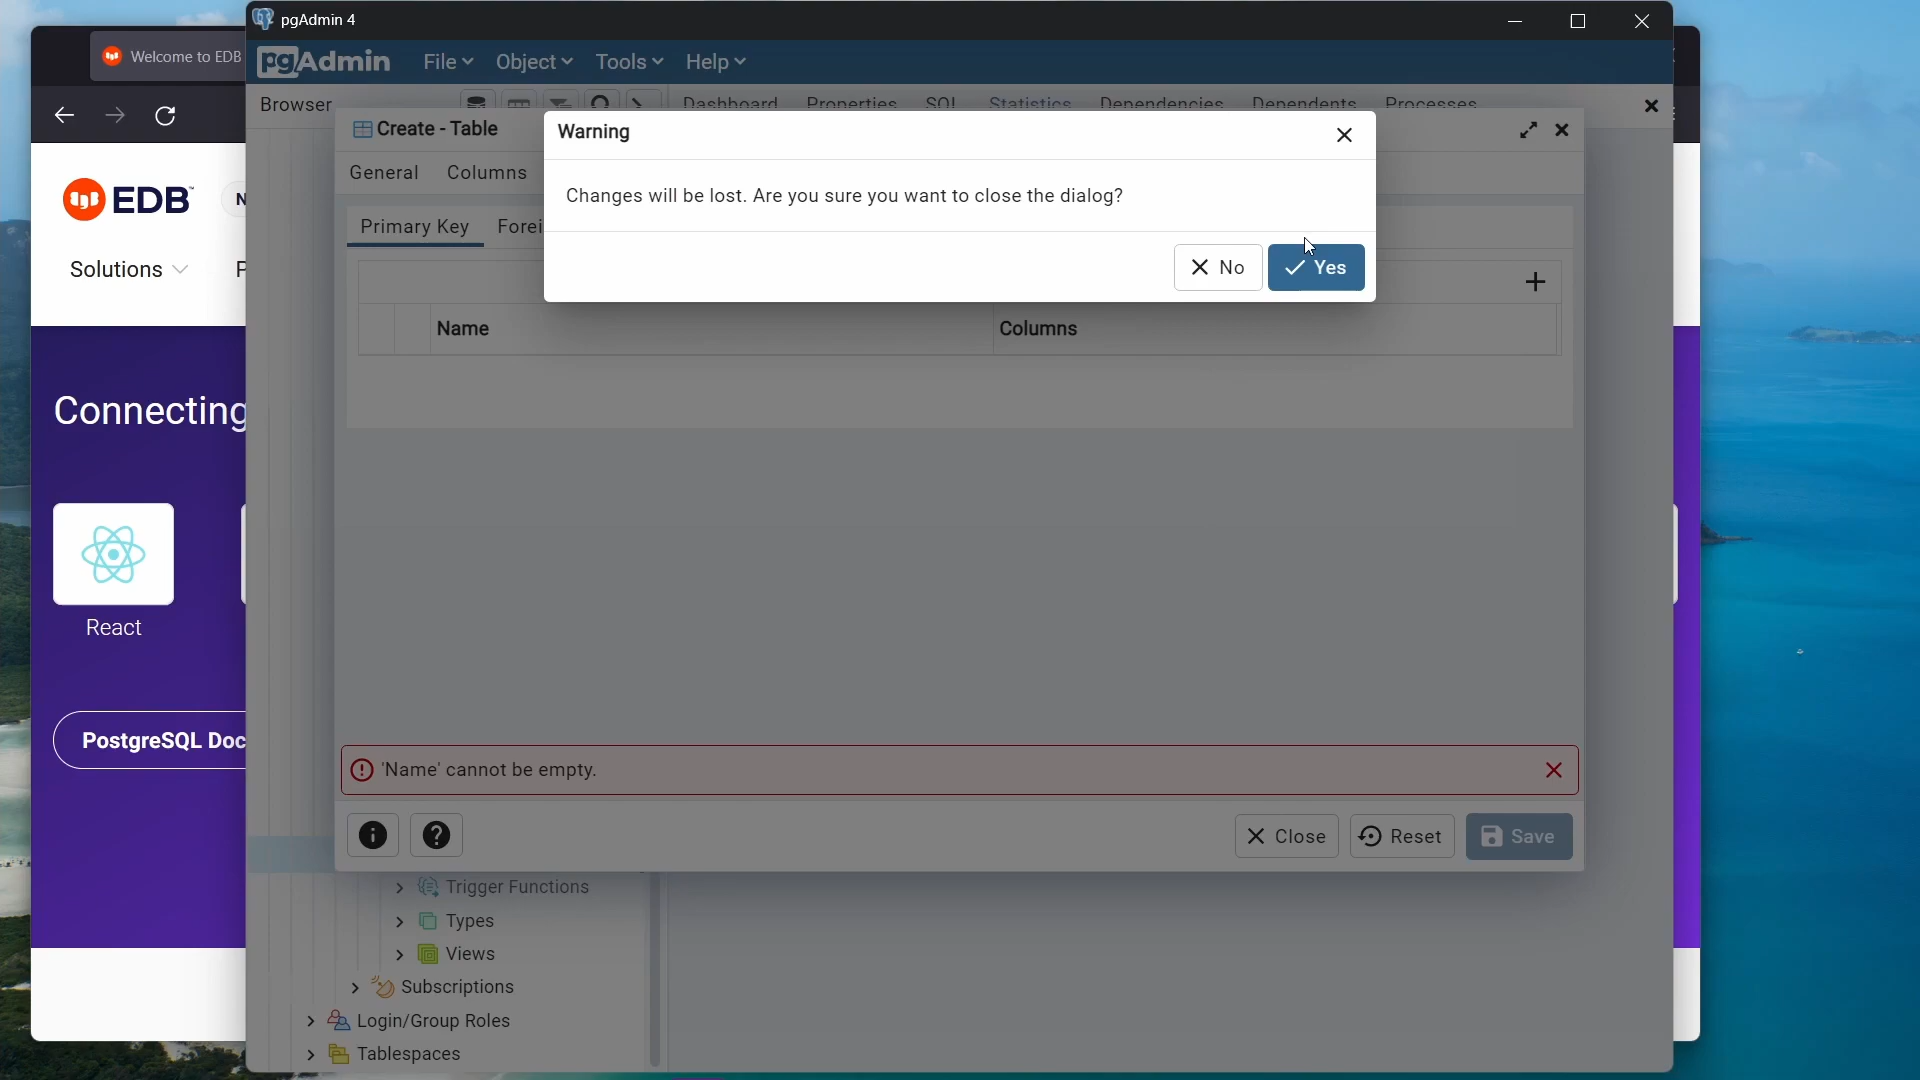 pgAdmin 4
Welcome to EDB
pgAdmin File Object Tools Help
Browser Dashboard Properties SQL Statistics Dependencies Dependents Processes
Create - Table
Warning
General Columns
Changes will be lost. Are you sure you want to close the dialog?
EDB N
Primary Key Forei
No Yes
Solutions P
Name Columns
Connecting
React
PostgreSQL Doc
'Name' cannot be empty.
Close Reset Save
Trigger Functions
Types
Views
Subscriptions
Login/Group Roles
Tablespaces